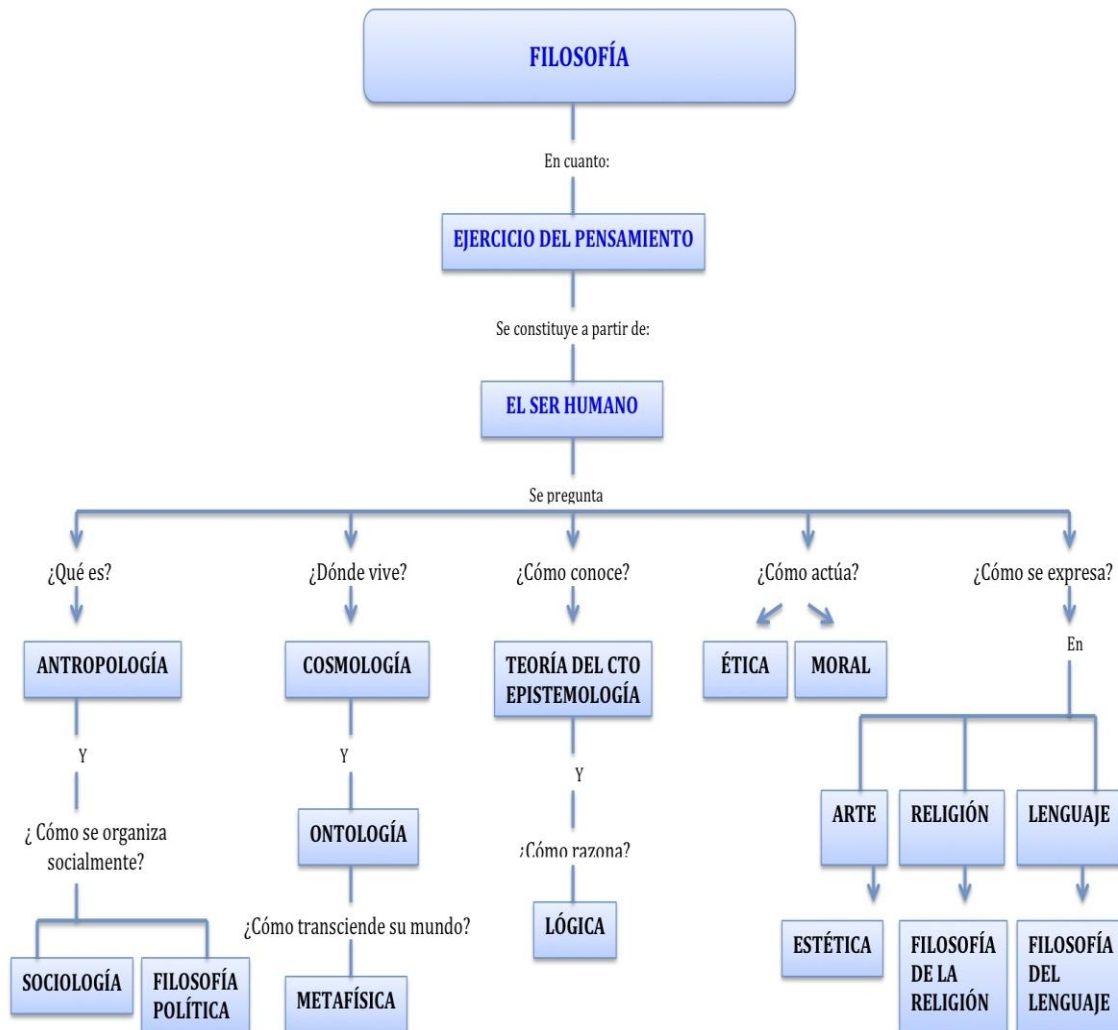 FILOSOFÍA
En cuanto:
EJERCICIO DEL PENSAMIENTO
Se constituye a partir de:
EL SER HUMANO
Se pregunta
¿Qué es?
¿Dónde vive?
¿Cómo conoce?
¿Cómo actúa?
¿Cómo se expresa?
En
ANTROPOLOGÍA
COSMOLOGÍA
TEORÍA DEL CTO
EPISTEMOLOGÍA
ÉTICA
MORAL
Y
Y
Y
¿ Cómo se organiza
socialmente?
ONTOLOGÍA
¿Cómo razona?
ARTE
RELIGIÓN
LENGUAJE
¿Cómo transciende su mundo?
LÓGICA
SOCIOLOGÍA
FILOSOFÍA
POLÍTICA
METAFÍSICA
ESTÉTICA
FILOSOFÍA
DE LA
RELIGIÓN
FILOSOFÍA
DEL
LENGUAJE